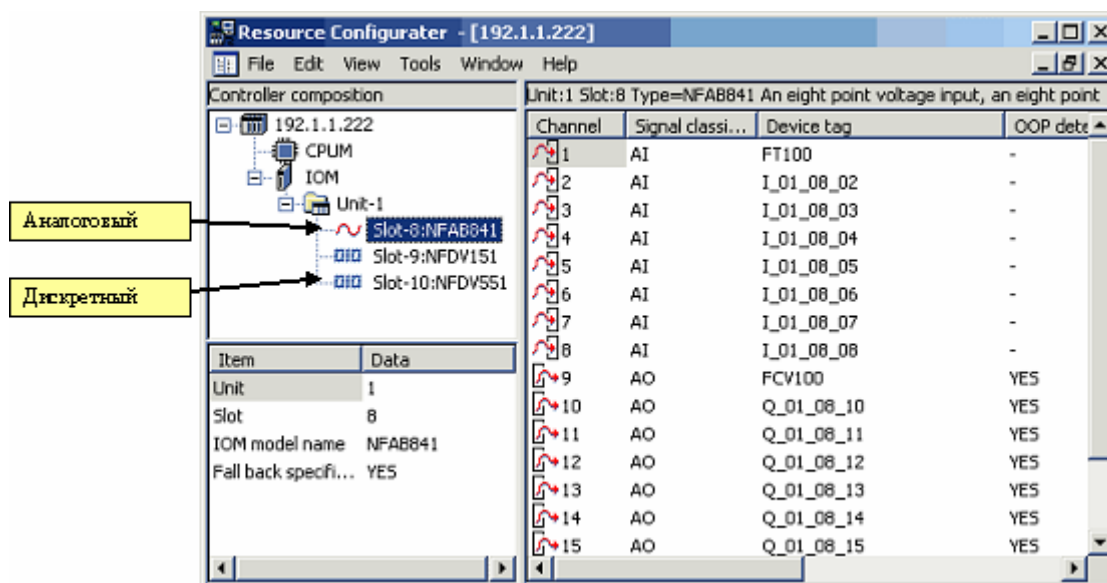 Resource Configurater - [192.1.1.222]
File Edit View Tools Window Help
Controller composition
192.1.1.222
CPUM
IOM
Unit-1
Slot-8:NFAB841
Slot-9:NFDV151
Slot-10:NFDV551
Аналоговый
Дискретный
Item Data
Unit 1
Slot 8
IOM model name NFAB841
Fall back specifi... YES
Unit:1 Slot:8 Type=NFAB841 An eight point voltage input, an eight point
Channel Signal classi... Device tag OOP dete
1 AI FT100 -
2 AI I_01_08_02 -
3 AI I_01_08_03 -
4 AI I_01_08_04 -
5 AI I_01_08_05 -
6 AI I_01_08_06 -
7 AI I_01_08_07 -
8 AI I_01_08_08 -
9 AO FCV100 YES
10 AO Q_01_08_10 YES
11 AO Q_01_08_11 YES
12 AO Q_01_08_12 YES
13 AO Q_01_08_13 YES
14 AO Q_01_08_14 YES
15 AO Q_01_08_15 YES